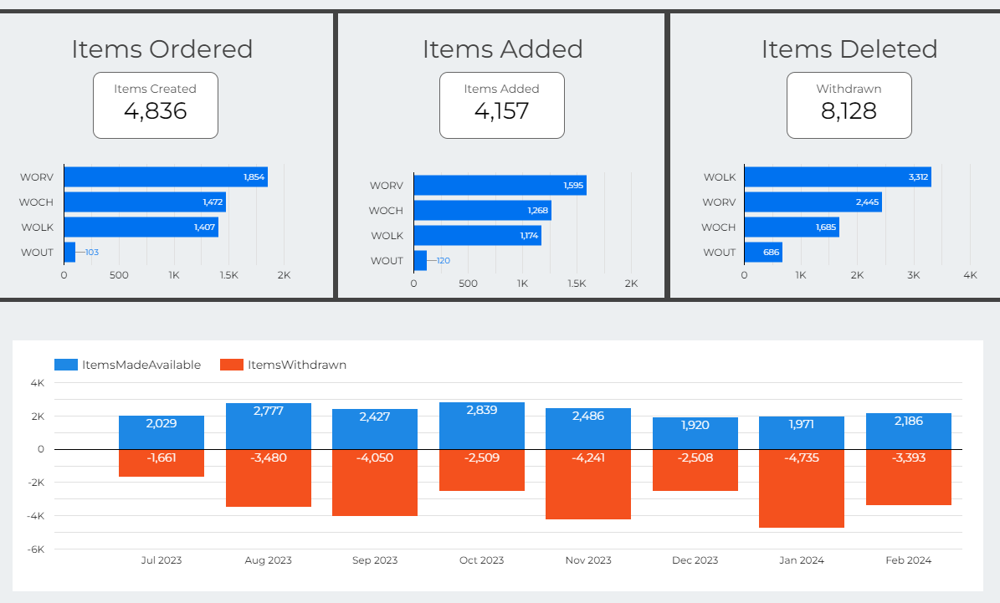 Items Ordered
Items Created
4,836
WORV 1,854
WOCH 1,472
WOLK 1,407
WOUT 103
0 500 1K 1.5K 2K
Items Added
Items Added
4,157
WORV 1,595
WOCH 1,268
WOLK 1,174
WOUT 120
0 500 1K 1.5K 2K
Items Deleted
Withdrawn
8,128
WOLK 3,312
WORV 2,445
WOCH 1,685
WOUT 686
0 1K 2K 3K 4K
ItemsMadeAvailable ItemsWithdrawn
4K
2K
0
-2K
-4K
-6K
2,029 2,777 2,427 2,839 2,486 1,920 1,971 2,186
-1,661 -3,480 -4,050 -2,509 -4,241 -2,508 -4,735 -3,393
Jul 2023 Aug 2023 Sep 2023 Oct 2023 Nov 2023 Dec 2023 Jan 2024 Feb 2024